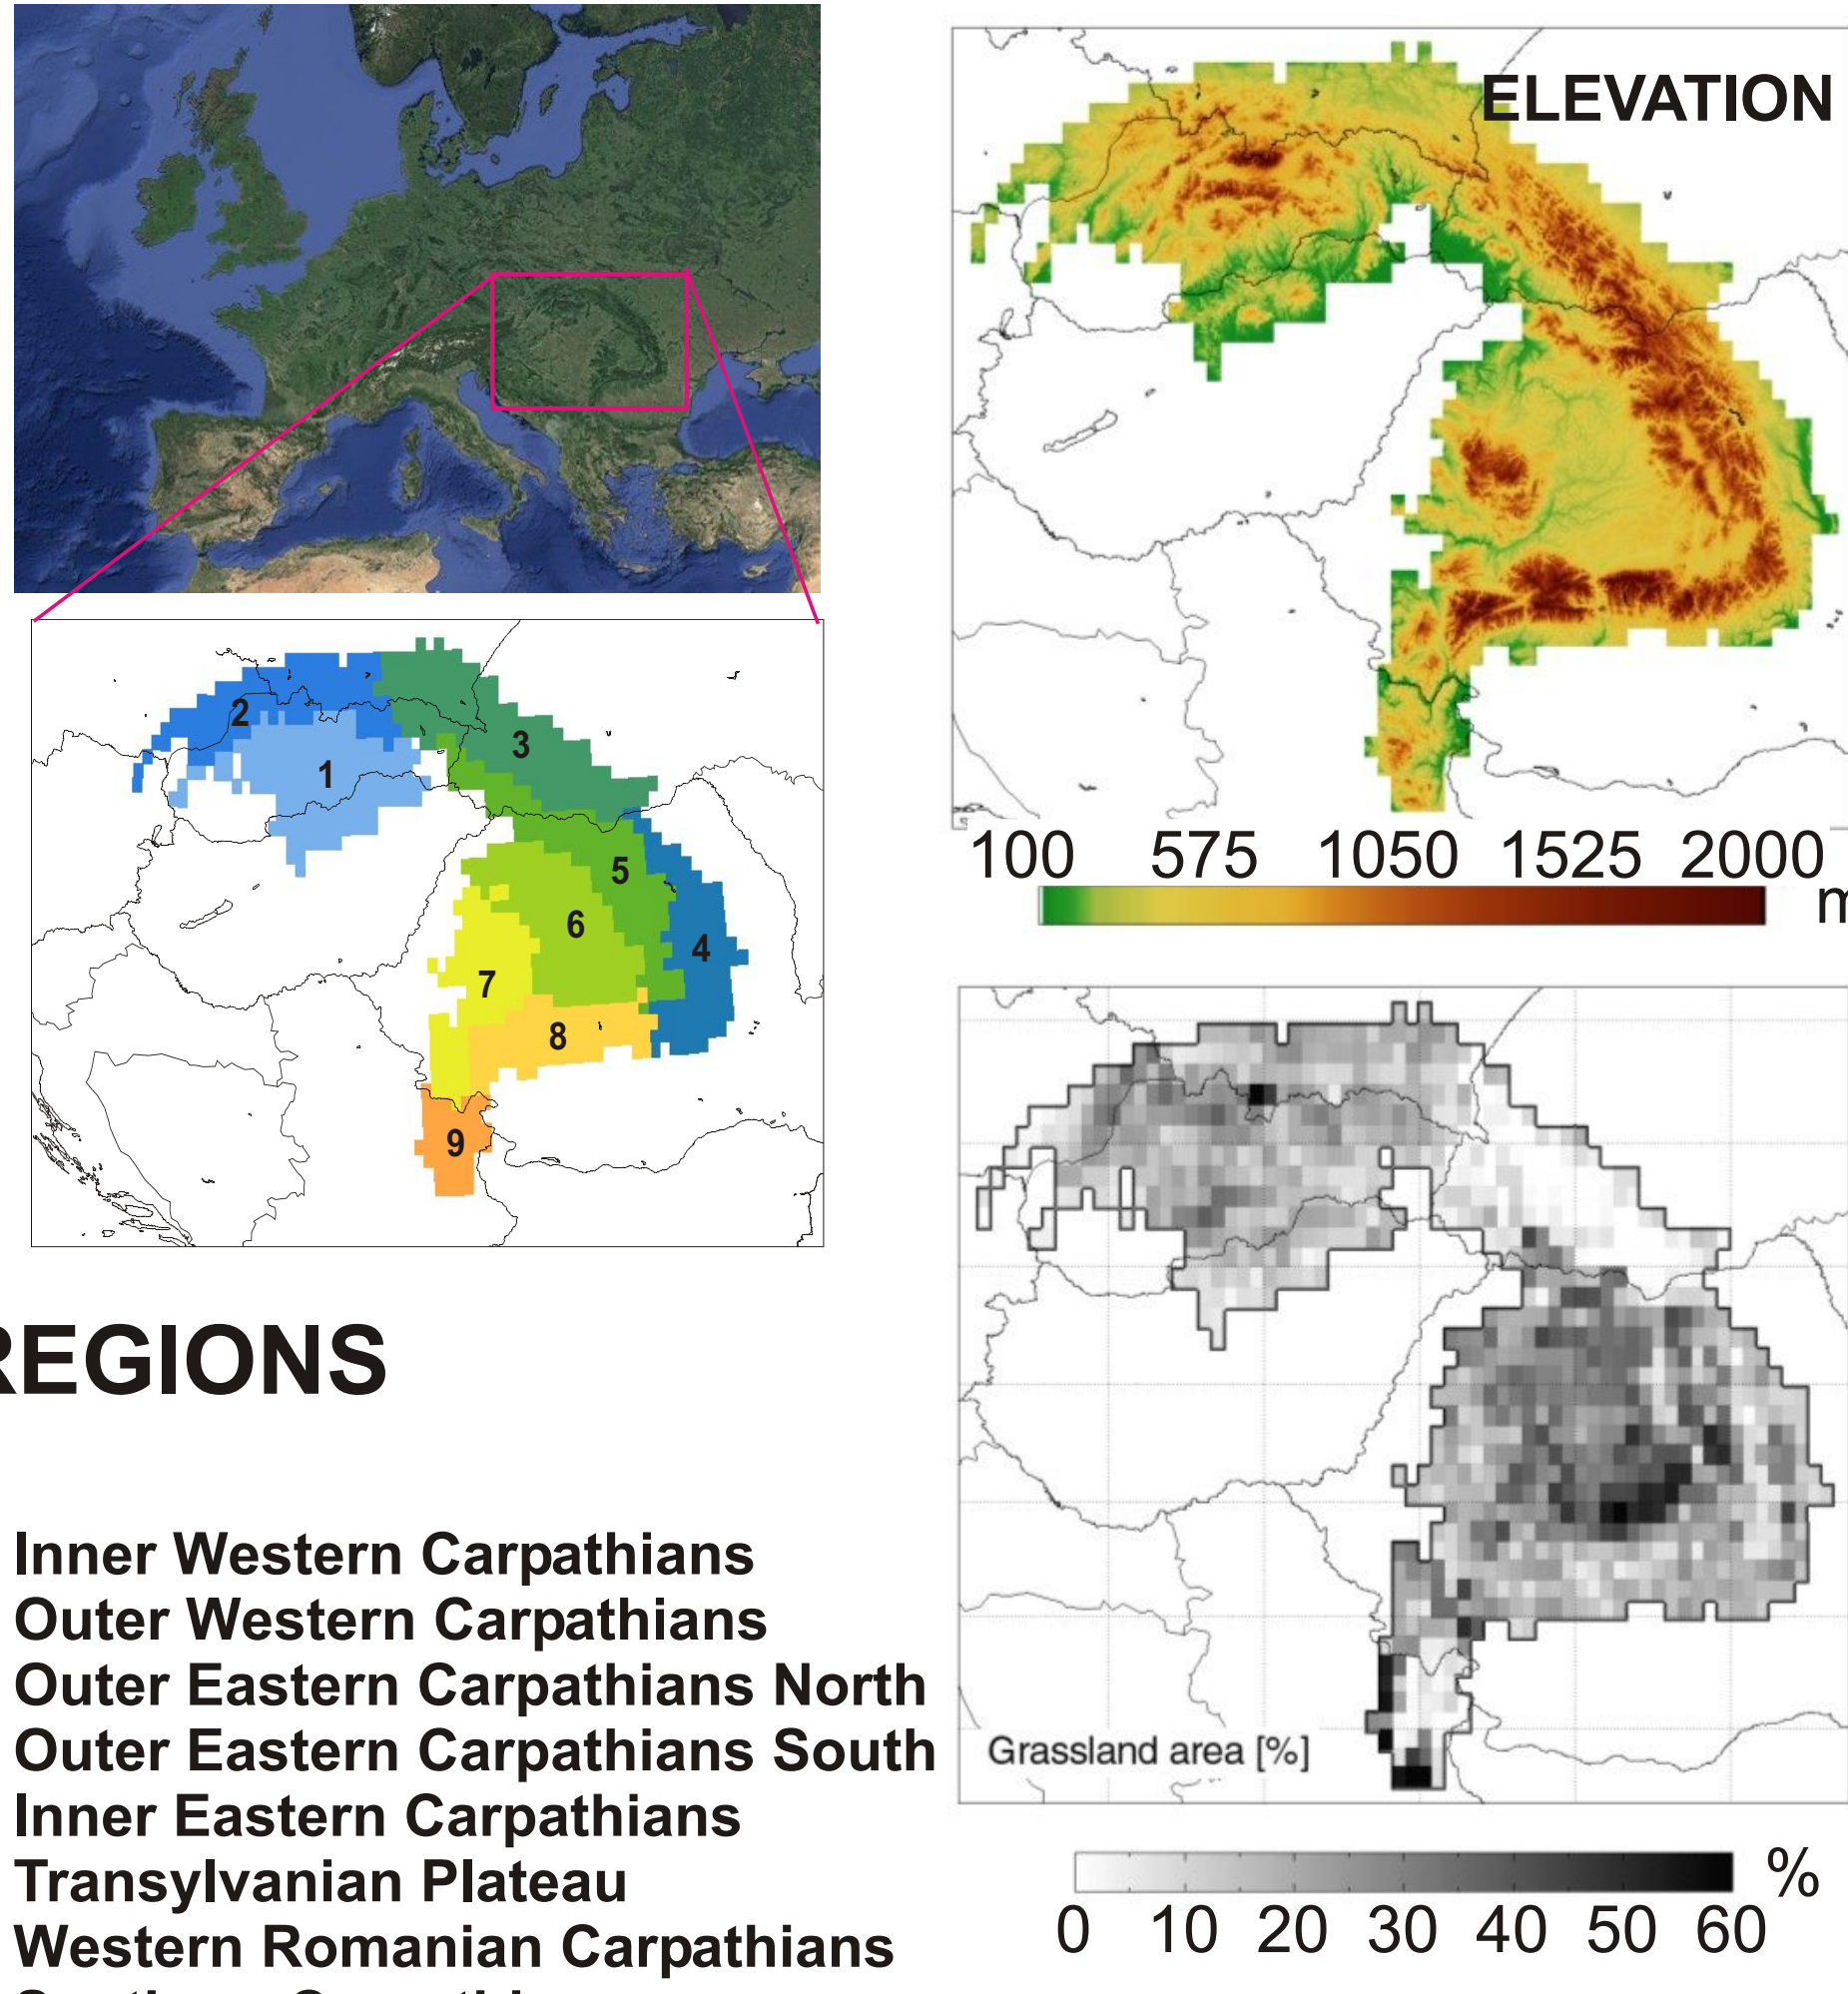 ELEVATION
100 575 1050 1525 2000
m
2
3
1
5
6
4
7
8
9
REGIONS
Inner Western Carpathians
Outer Western Carpathians
Outer Eastern Carpathians North
Outer Eastern Carpathians South
Inner Eastern Carpathians
Transylvanian Plateau
Western Romanian Carpathians
Grassland area [%]
%
0 10 20 30 40 50 60